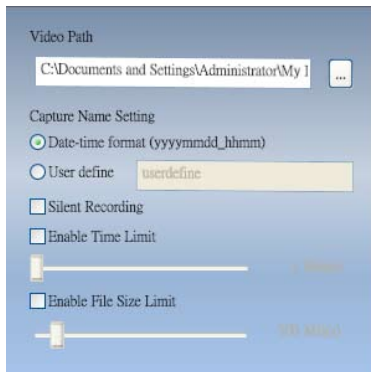 Video Path
C:\Documents and Settings\Administrator\My
...
Capture Name Setting
Date-time format (yyyymmdd_hhmm)
User define
userdefine
Silent Recording
Enable Time Limit
Enable File Size Limit